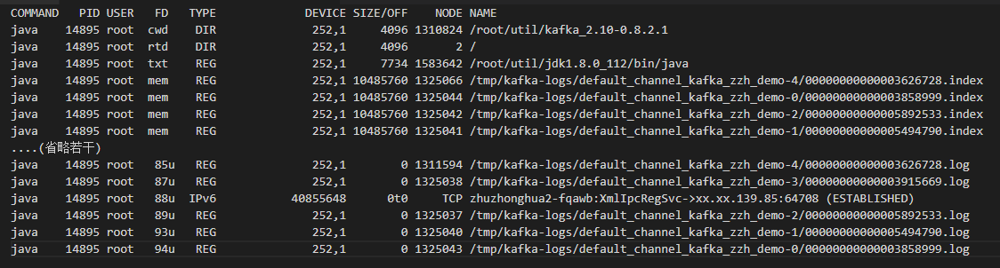 COMMAND PID USER FD TYPE DEVICE SIZE/OFF NODE NAME
java 14895 root cwd DIR 252,1 4096 1310824 /root/util/kafka_2.10-0.8.2.1
java 14895 root rtd DIR 252,1 4096 2 /
java 14895 root txt REG 252,1 7734 1583642 /root/util/jdk1.8.0_112/bin/java
java 14895 root mem REG 252,1 10485760 1325066 /tmp/kafka-logs/default_channel_kafka_zzh_demo-4/00000000000003626728.index
java 14895 root mem REG 252,1 10485760 1325044 /tmp/kafka-logs/default_channel_kafka_zzh_demo-0/00000000000003858999.index
java 14895 root mem REG 252,1 10485760 1325042 /tmp/kafka-logs/default_channel_kafka_zzh_demo-2/00000000000005892533.index
java 14895 root mem REG 252,1 10485760 1325041 /tmp/kafka-logs/default_channel_kafka_zzh_demo-1/00000000000005494790.index
....(省略若干)
java 14895 root 85u REG 252,1 0 1311594 /tmp/kafka-logs/default_channel_kafka_zzh_demo-4/00000000000003626728.log
java 14895 root 87u REG 252,1 0 1325038 /tmp/kafka-logs/default_channel_kafka_zzh_demo-3/00000000000003915669.log
java 14895 root 88u IPv6 40855648 0t0 TCP zhuzhonghua2-fqawb:XmlIpcRegSvc->xx.xx.139.85:64708 (ESTABLISHED)
java 14895 root 89u REG 252,1 0 1325037 /tmp/kafka-logs/default_channel_kafka_zzh_demo-2/00000000000005892533.log
java 14895 root 93u REG 252,1 0 1325040 /tmp/kafka-logs/default_channel_kafka_zzh_demo-1/00000000000005494790.log
java 14895 root 94u REG 252,1 0 1325043 /tmp/kafka-logs/default_channel_kafka_zzh_demo-0/00000000000003858999.log